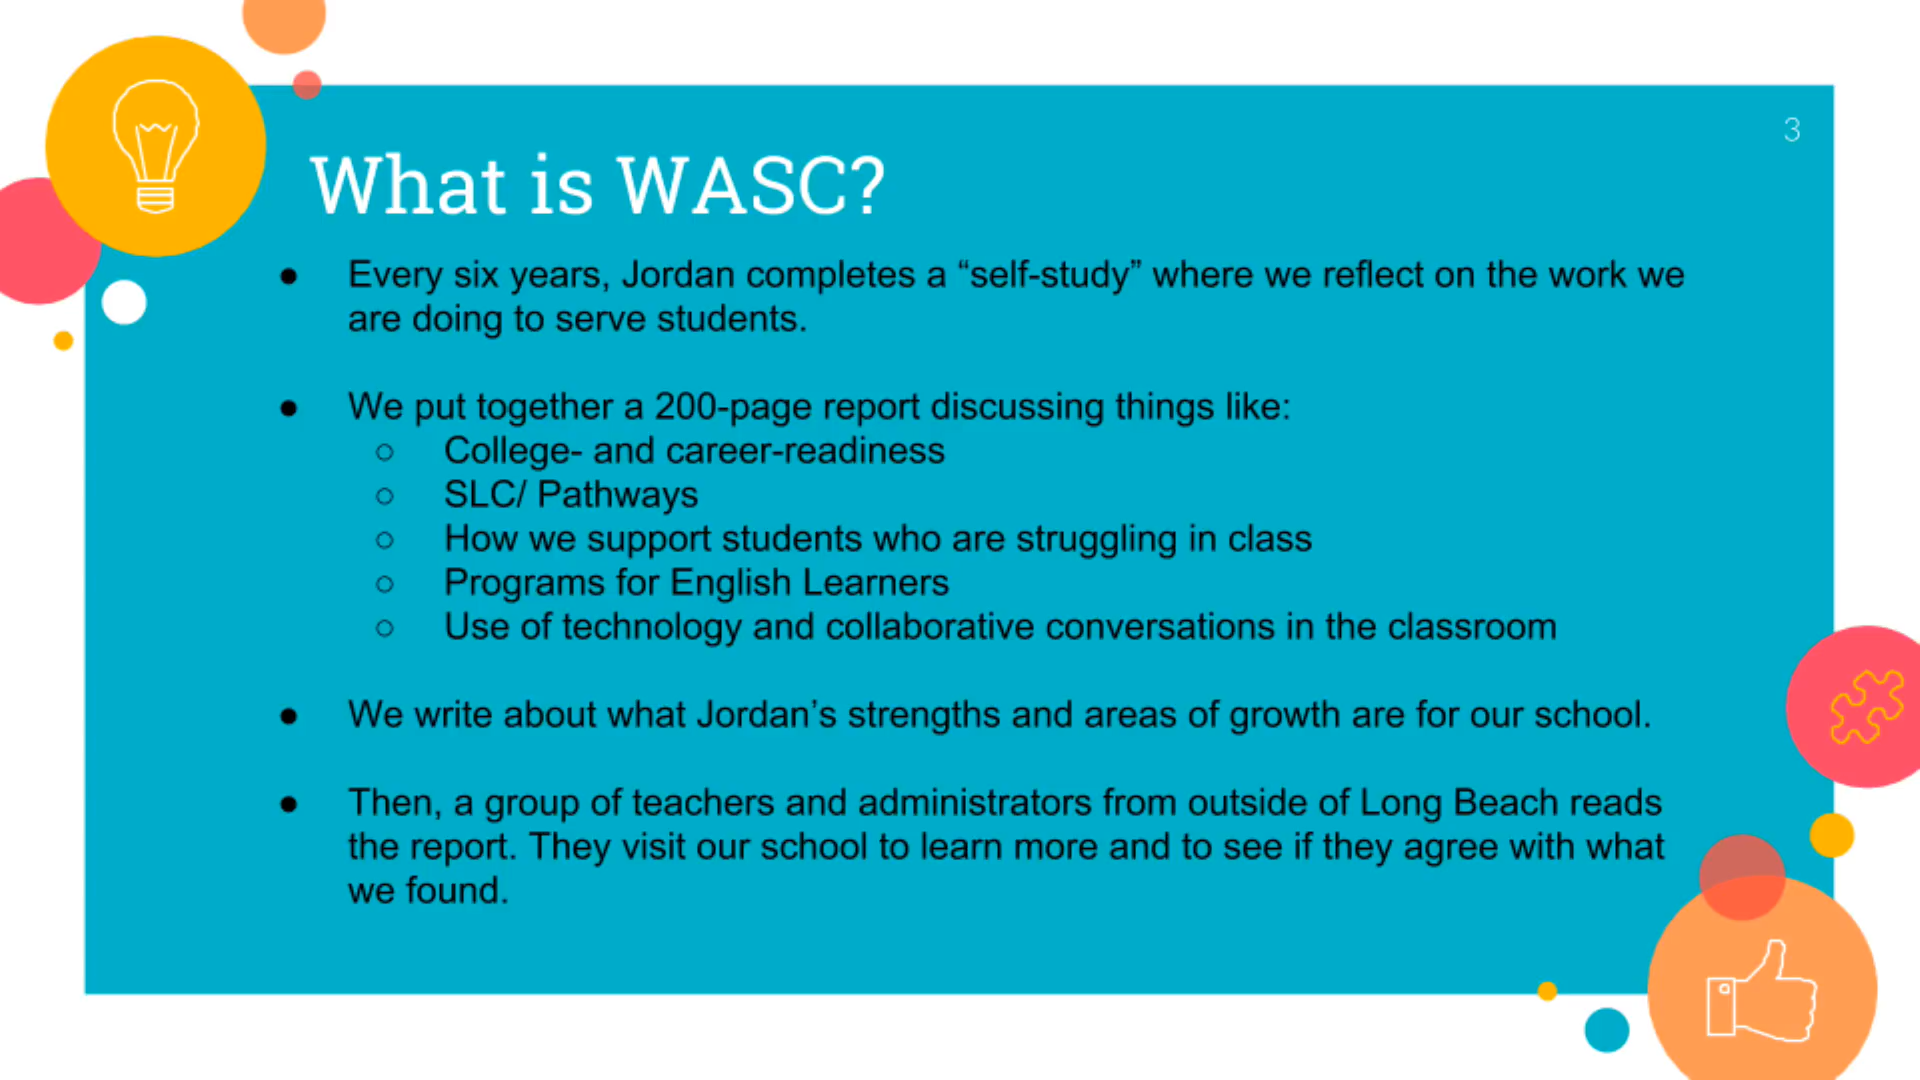 3
What is WASC?
● Every six years, Jordan completes a “self-study” where we reflect on the work we
are doing to serve students.
● We put together a 200-page report discussing things like:
○ College- and career-readiness
○ SLC/ Pathways
○ How we support students who are struggling in class
○ Programs for English Learners
○ Use of technology and collaborative conversations in the classroom
● We write about what Jordan’s strengths and areas of growth are for our school.
● Then, a group of teachers and administrators from outside of Long Beach reads
the report. They visit our school to learn more and to see if they agree with what
we found.